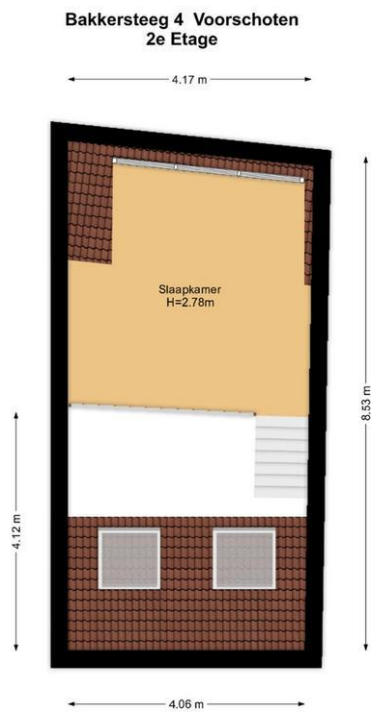 Bakkersteeg 4 Voorschoten
2e Etage
4.17 m
Slaapkamer
H=2.78m
8.53 m
4.12 m
4.06 m